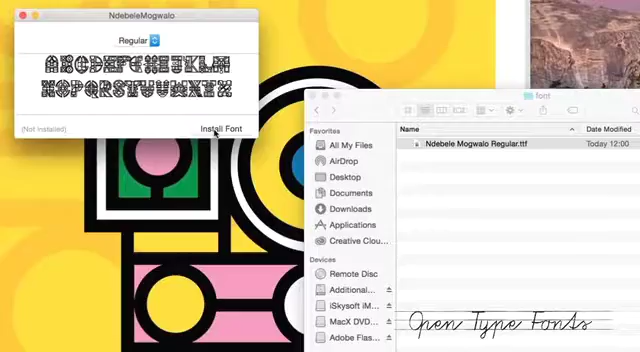 NdebeleMogwalo
Regular
ABCDEFGHIJKLM
NOPQRSTUVWXYZ
(Not Installed)
Install Font
font
Favorites
All My Files
AirDrop
Desktop
Documents
Downloads
Applications
Creative Clou...
Devices
Remote Disc
Additional...
iSkysoft iM...
MacX DVD...
Adobe Flas...
Name
Date Modified
Ndebele Mogwalo Regular.ttf
Today 12:00
Open Type Fonts